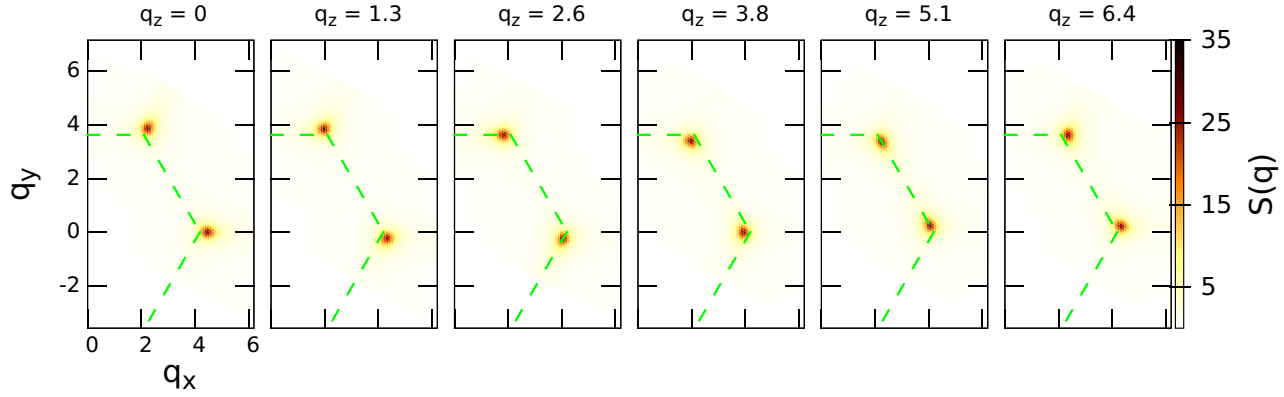 q_z = 0 q_z = 1.3 q_z = 2.6 q_z = 3.8 q_z = 5.1 q_z = 6.4
6
4
2
0
-2
q_y
0 2 4 6
q_x
35
25
15
5
S(q)